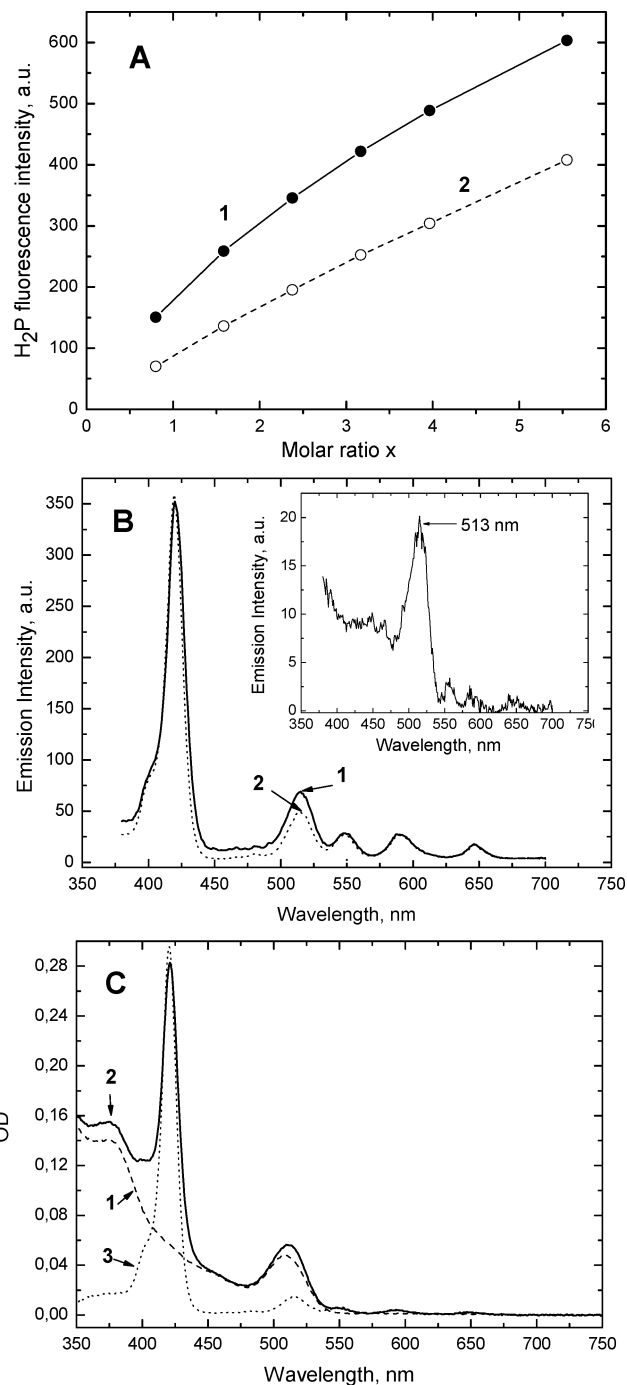 A
600
500
400
300
200
100
0
H2P fluorescence intensity, a.u.
1
2
0 1 2 3 4 5 6
Molar ratio x
B
350
300
250
200
150
100
50
0
Emission Intensity, a.u.
20
15
10
5
0
Emission Intensity, a.u.
513 nm
350 400 450 500 550 600 650 700 750
Wavelength, nm
2
1
350 400 450 500 550 600 650 700 750
Wavelength, nm
C
0,28
0,24
0,20
0,16
0,12
0,08
0,04
0,00
OD
2
1
3
350 400 450 500 550 600 650 700 750
Wavelength, nm